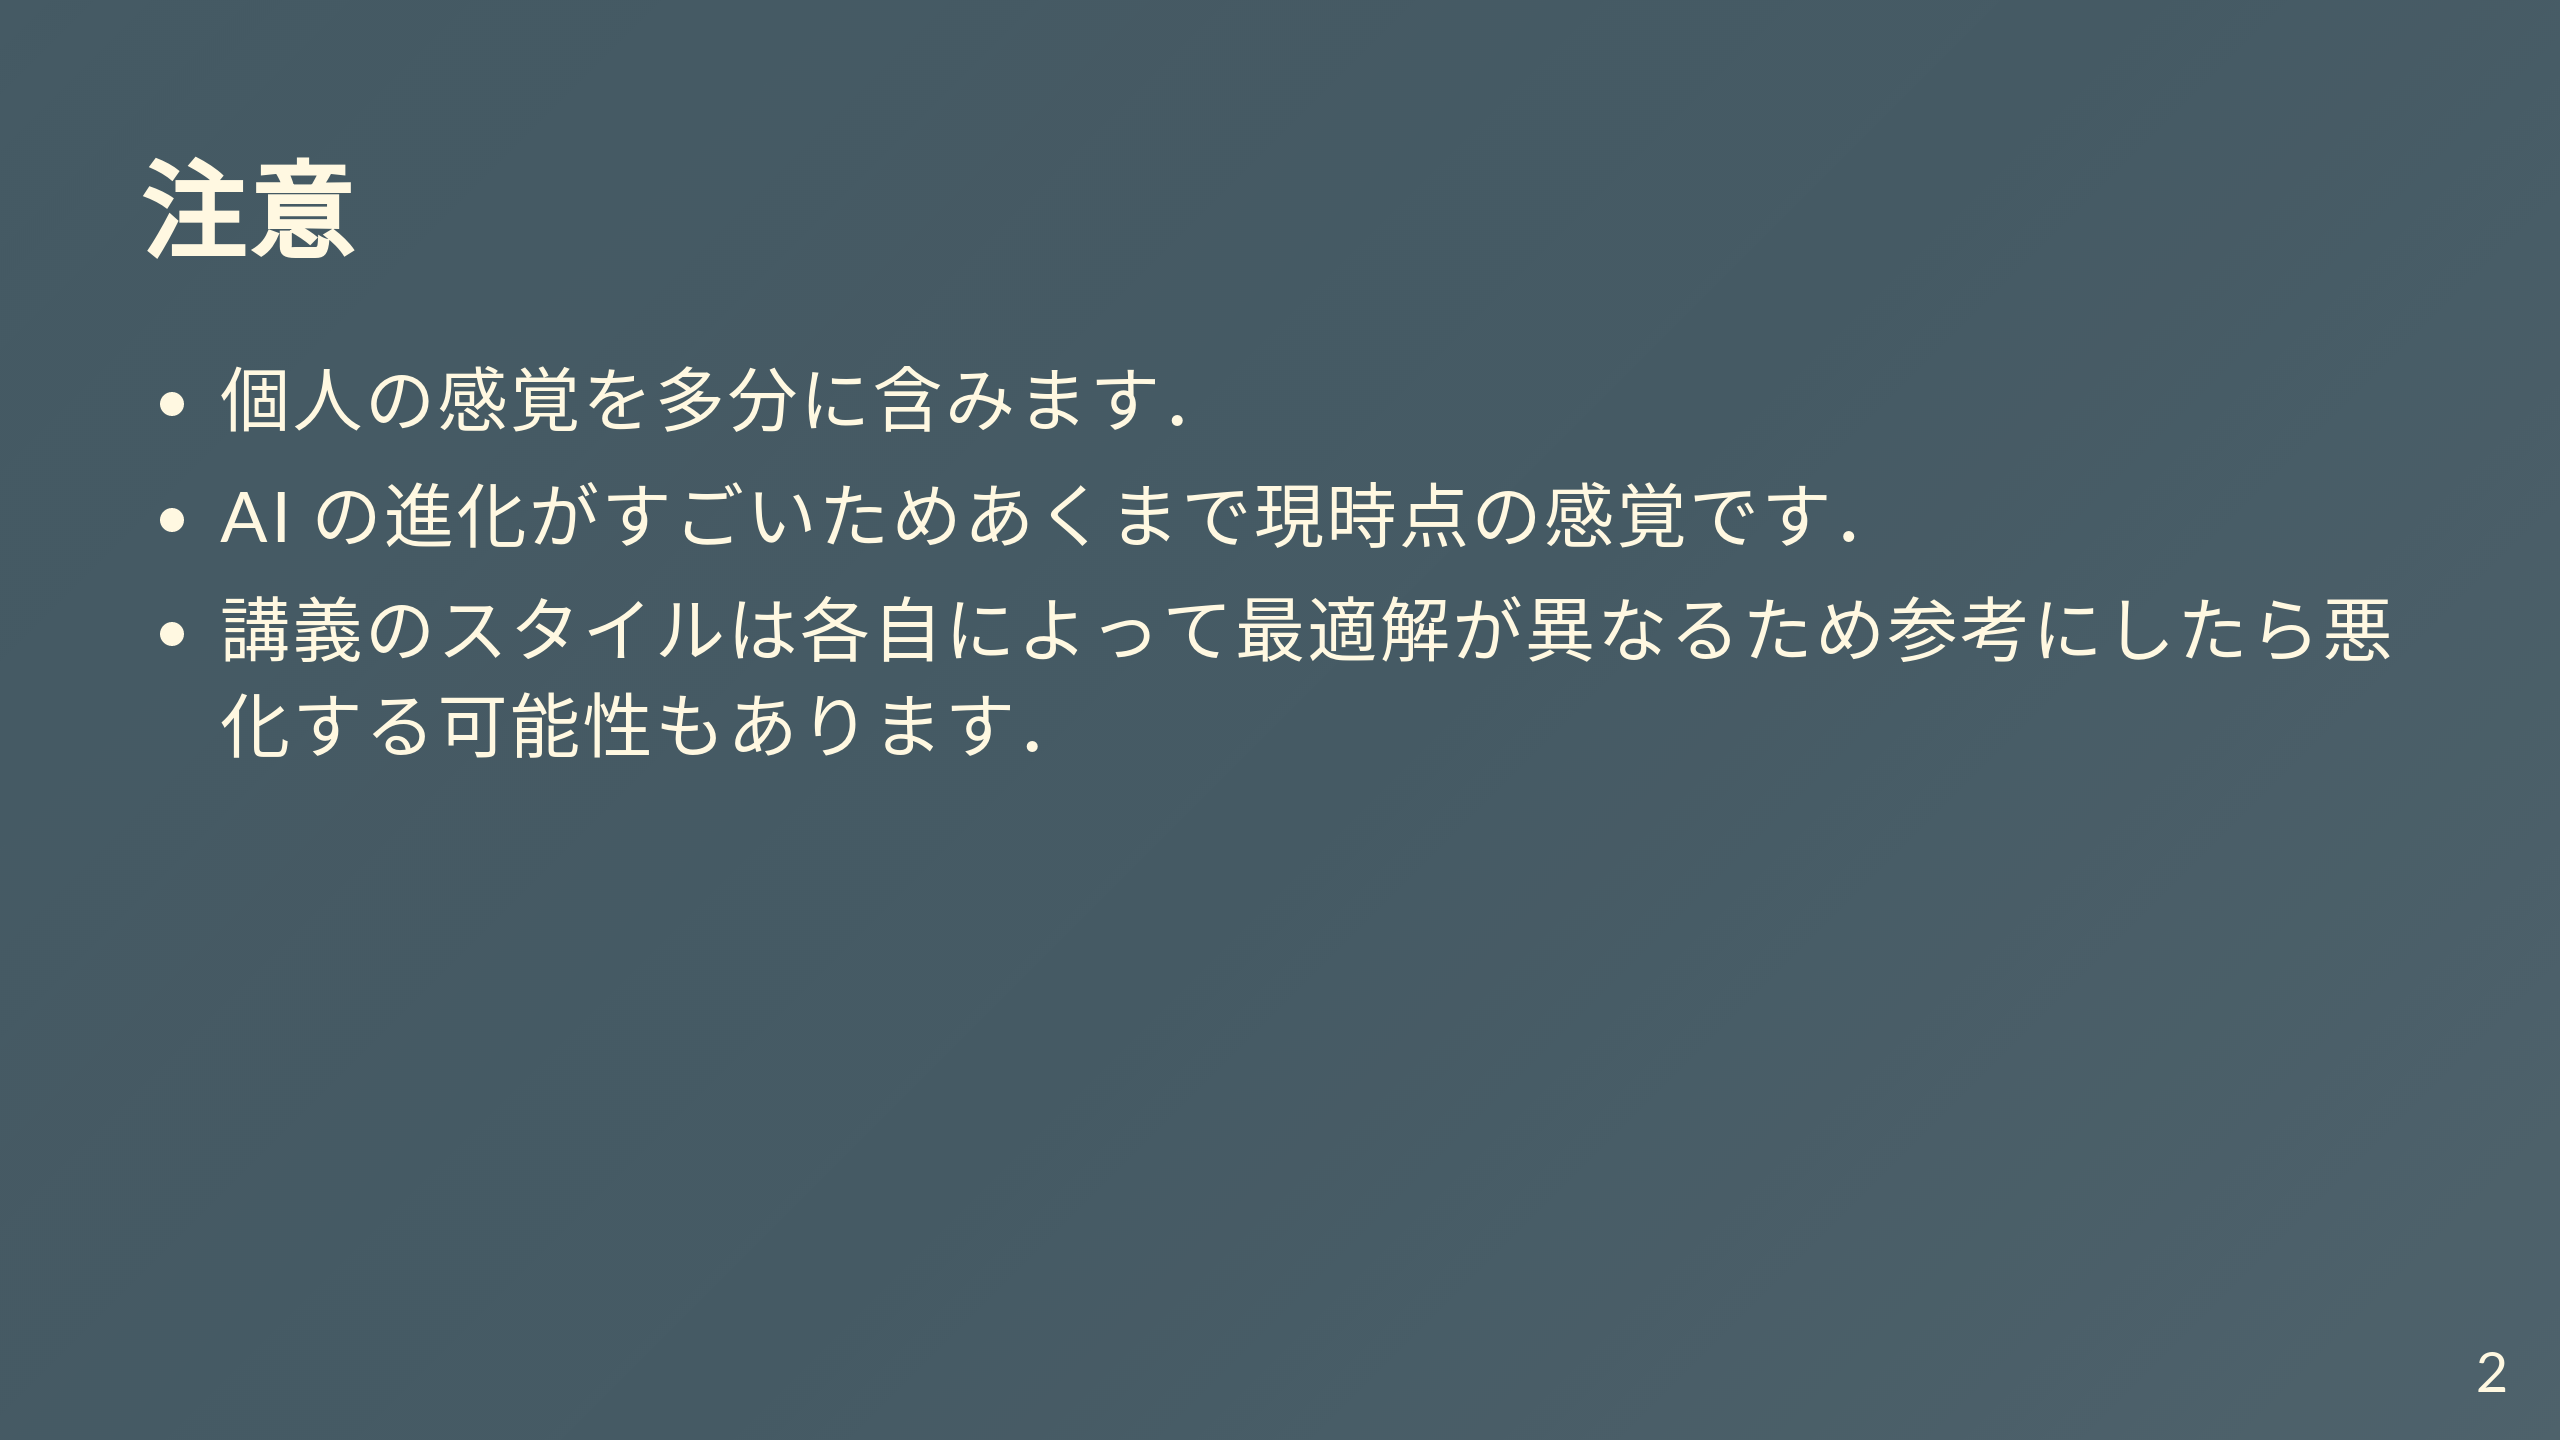 注意
• 個人の感覚を多分に含みます．
• AI の進化がすごいためあくまで現時点の感覚です．
• 講義のスタイルは各自によって最適解が異なるため参考にしたら悪
化する可能性もあります．
2